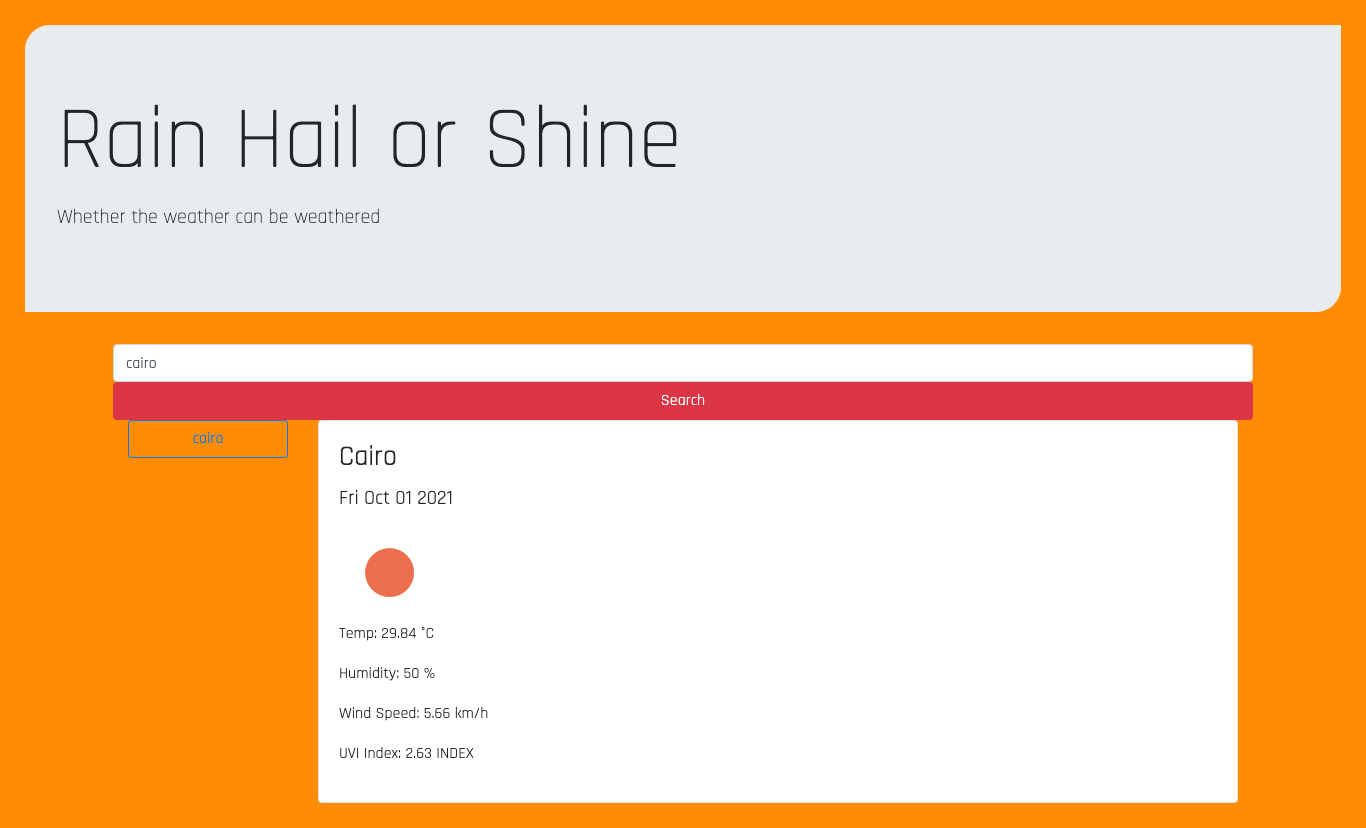 Rain Hail or Shine
Whether the weather can be weathered
cairo
Search
cairo
Cairo
Fri Oct 01 2021
Temp: 29.84 °C
Humidity: 50 %
Wind Speed: 5.66 km/h
UVI Index: 2.63 INDEX